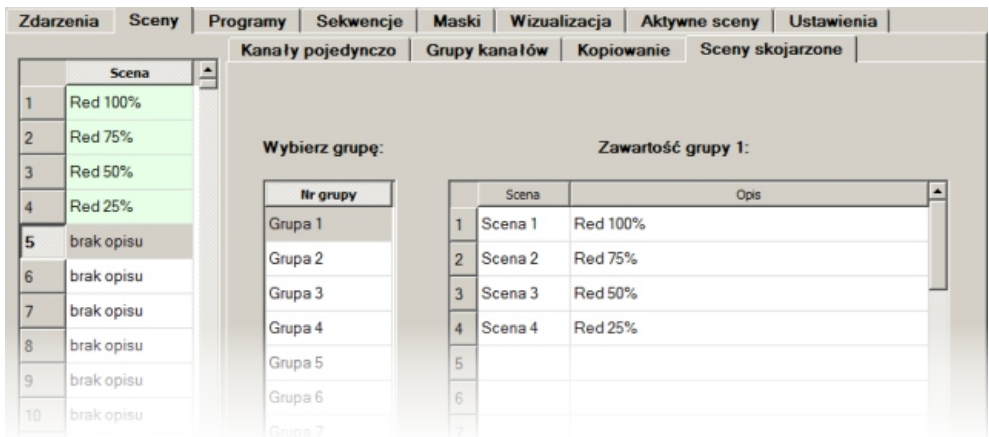 Zdarzenia Sceny Programy Sekwencje Maski Wizualizacja Aktywne sceny Ustawienia
Kanały pojedynczo Grupy kanałów Kopiowanie Sceny skojarzone
Scena
1 Red 100%
2 Red 75%
3 Red 50%
4 Red 25%
5 brak opisu
6 brak opisu
7 brak opisu
8 brak opisu
9 brak opisu
10 brak opisu
Wybierz grupę:
Nr grupy
Grupa 1
Grupa 2
Grupa 3
Grupa 4
Grupa 5
Grupa 6
Grupa 7
Zawartość grupy 1:
Scena Opis
1 Scena 1 Red 100%
2 Scena 2 Red 75%
3 Scena 3 Red 50%
4 Scena 4 Red 25%
5
6
7